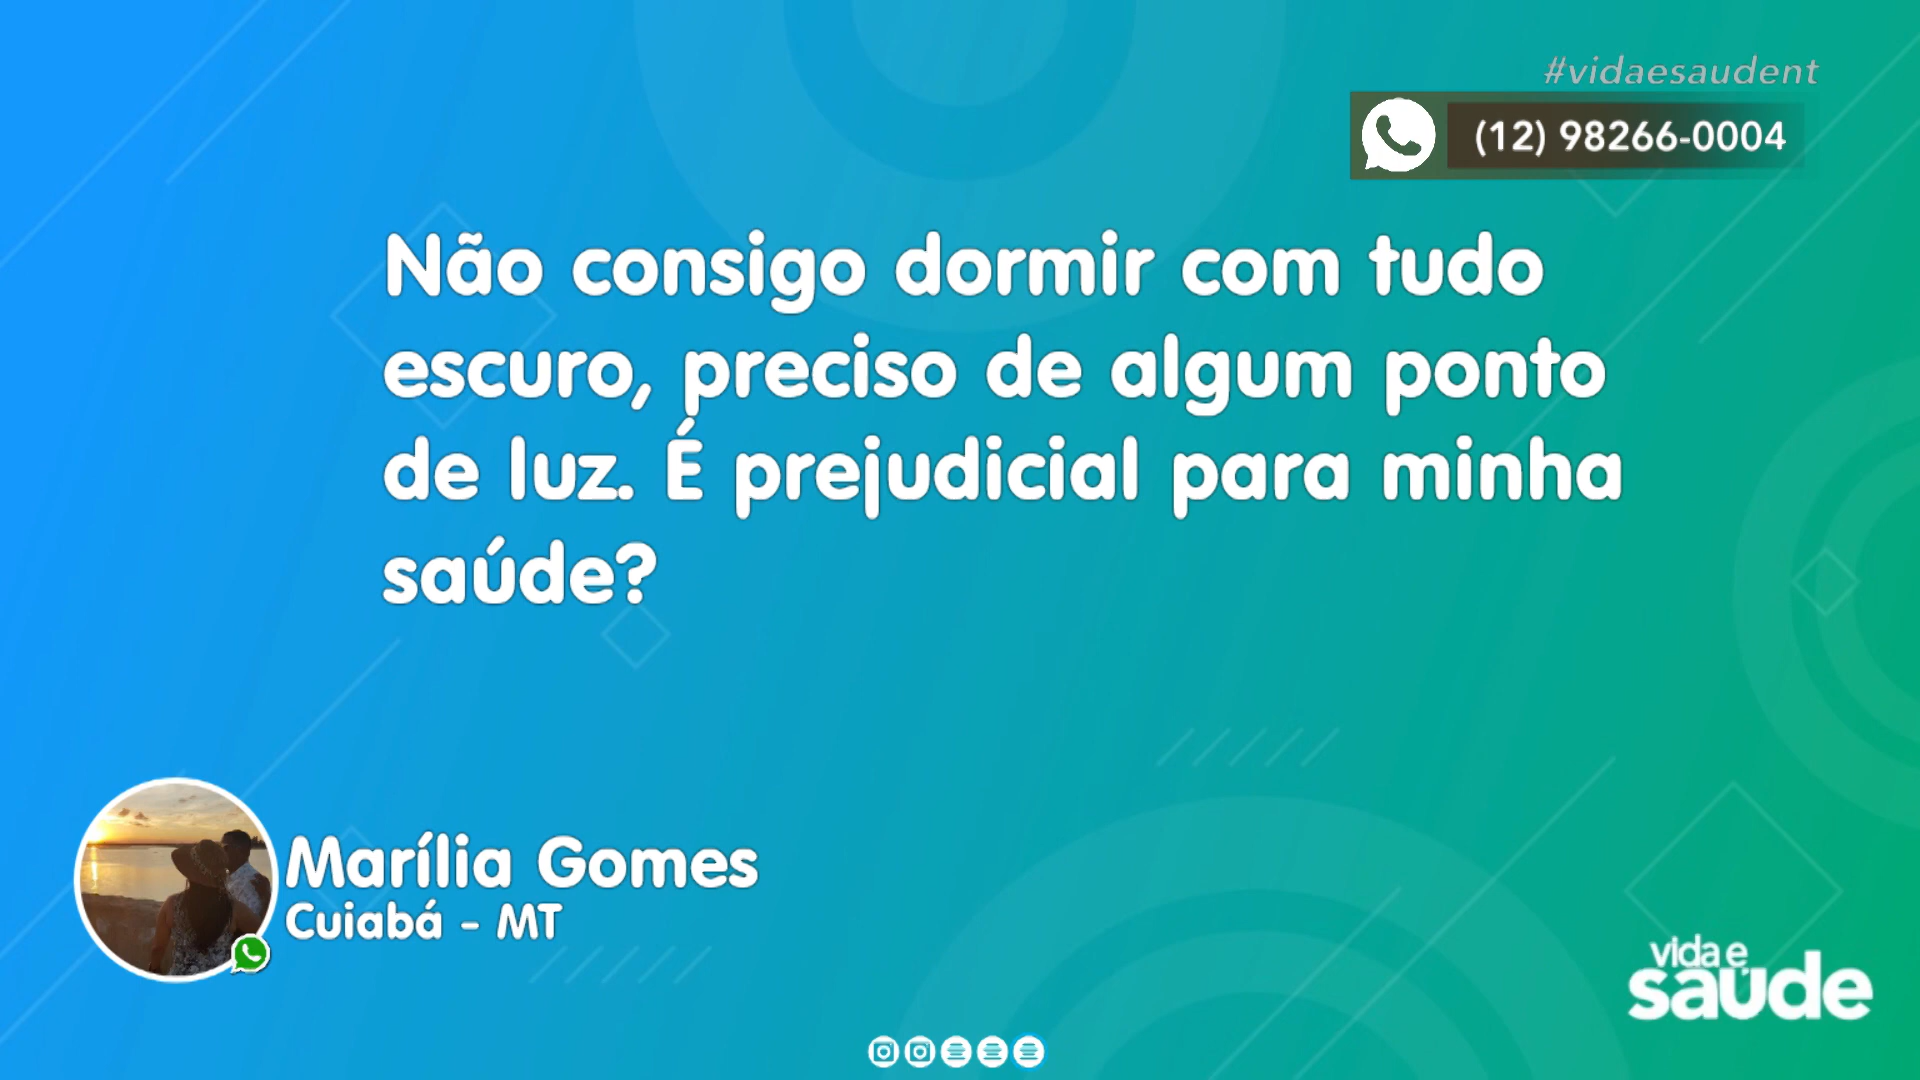 #vidaesaudent
(12) 98266-0004
Não consigo dormir com tudo
escuro, preciso de algum ponto
de luz. É prejudicial para minha
saúde?
Marília Gomes
Cuiabá - MT
vida e
saúde